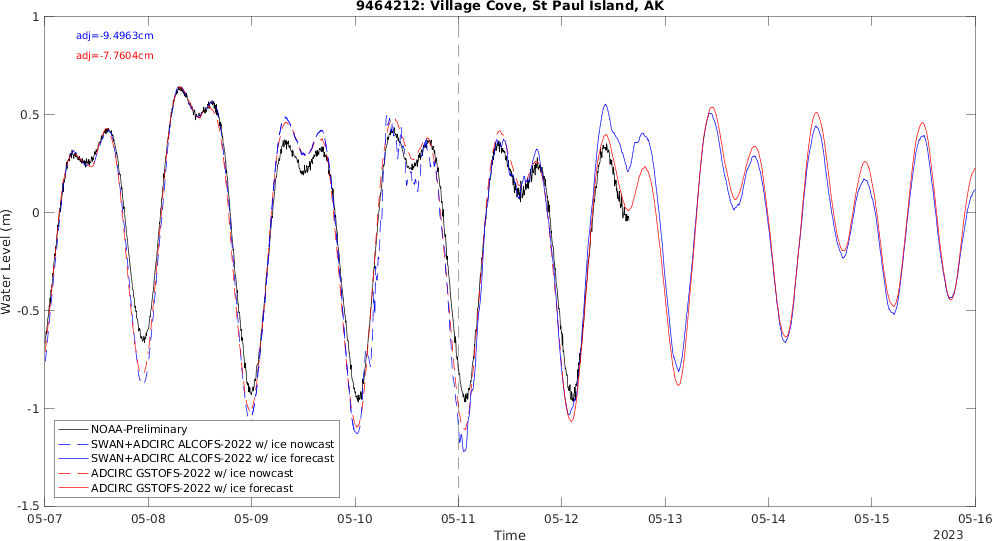 9464212: Village Cove, St Paul Island, AK
adj=-9.4963cm
adj=-7.7604cm
1
0.5
0
-0.5
-1
-1.5
Water Level (m)
NOAA-Preliminary
SWAN+ADCIRC ALCOFS-2022 w/ ice nowcast
SWAN+ADCIRC ALCOFS-2022 w/ ice forecast
ADCIRC GSTOFS-2022 w/ ice nowcast
ADCIRC GSTOFS-2022 w/ ice forecast
05-07 05-08 05-09 05-10 05-11 05-12 05-13 05-14 05-15 05-16
Time
2023